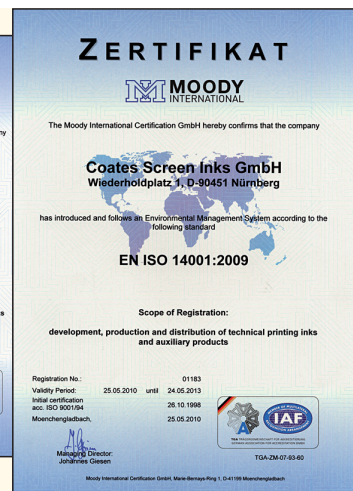 ZERTIFIKAT
MOODY
INTERNATIONAL
The Moody International Certification GmbH hereby confirms that the company
Coates Screen Inks GmbH
Wiederholdplatz 1, D-90451 Nürnberg
has introduced and follows an Environmental Management System according to the
following standard
EN ISO 14001:2009
Scope of Registration:
development, production and distribution of technical printing inks
and auxiliary products
Registration No.: 01183
Validity Period: 25.05.2010 until 24.05.2013
Initial certification
acc. ISO 9001/94 26.10.1998
Moenchengladbach, 25.05.2010
Managing Director:
Johannes Giesen
IAF
TGA-ZM-07-93-60
Moody International Certification GmbH, Marie-Bernays-Ring 1, D-41199 Moenchengladbach